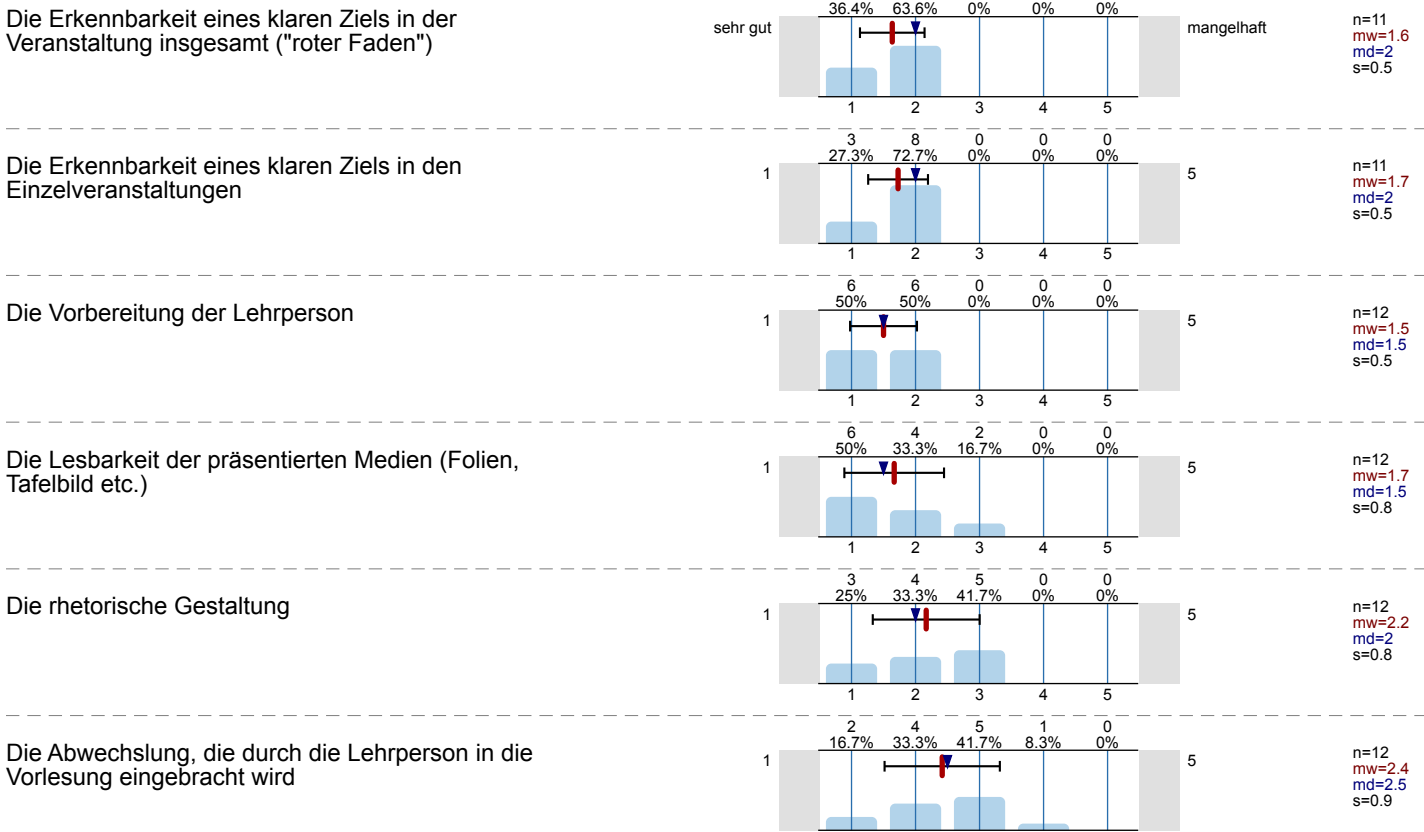 Die Erkennbarkeit eines klaren Ziels in der
Veranstaltung insgesamt ("roter Faden")
36.4% 63.6% 0% 0% 0%
sehr gut
mangelhaft
1 2 3 4 5
n=11
mw=1.6
md=2
s=0.5
Die Erkennbarkeit eines klaren Ziels in den
Einzelveranstaltungen
3 8 0 0 0
27.3% 72.7% 0% 0% 0%
1
5
1 2 3 4 5
n=11
mw=1.7
md=2
s=0.5
Die Vorbereitung der Lehrperson
6 6 0 0 0
50% 50% 0% 0% 0%
1
5
1 2 3 4 5
n=12
mw=1.5
md=1.5
s=0.5
Die Lesbarkeit der präsentierten Medien (Folien,
Tafelbild etc.)
6 4 2 0 0
50% 33.3% 16.7% 0% 0%
1
5
1 2 3 4 5
n=12
mw=1.7
md=1.5
s=0.8
Die rhetorische Gestaltung
3 4 5 0 0
25% 33.3% 41.7% 0% 0%
1
5
1 2 3 4 5
n=12
mw=2.2
md=2
s=0.8
Die Abwechslung, die durch die Lehrperson in die
Vorlesung eingebracht wird
2 4 5 1 0
16.7% 33.3% 41.7% 8.3% 0%
1
5
n=12
mw=2.4
md=2.5
s=0.9